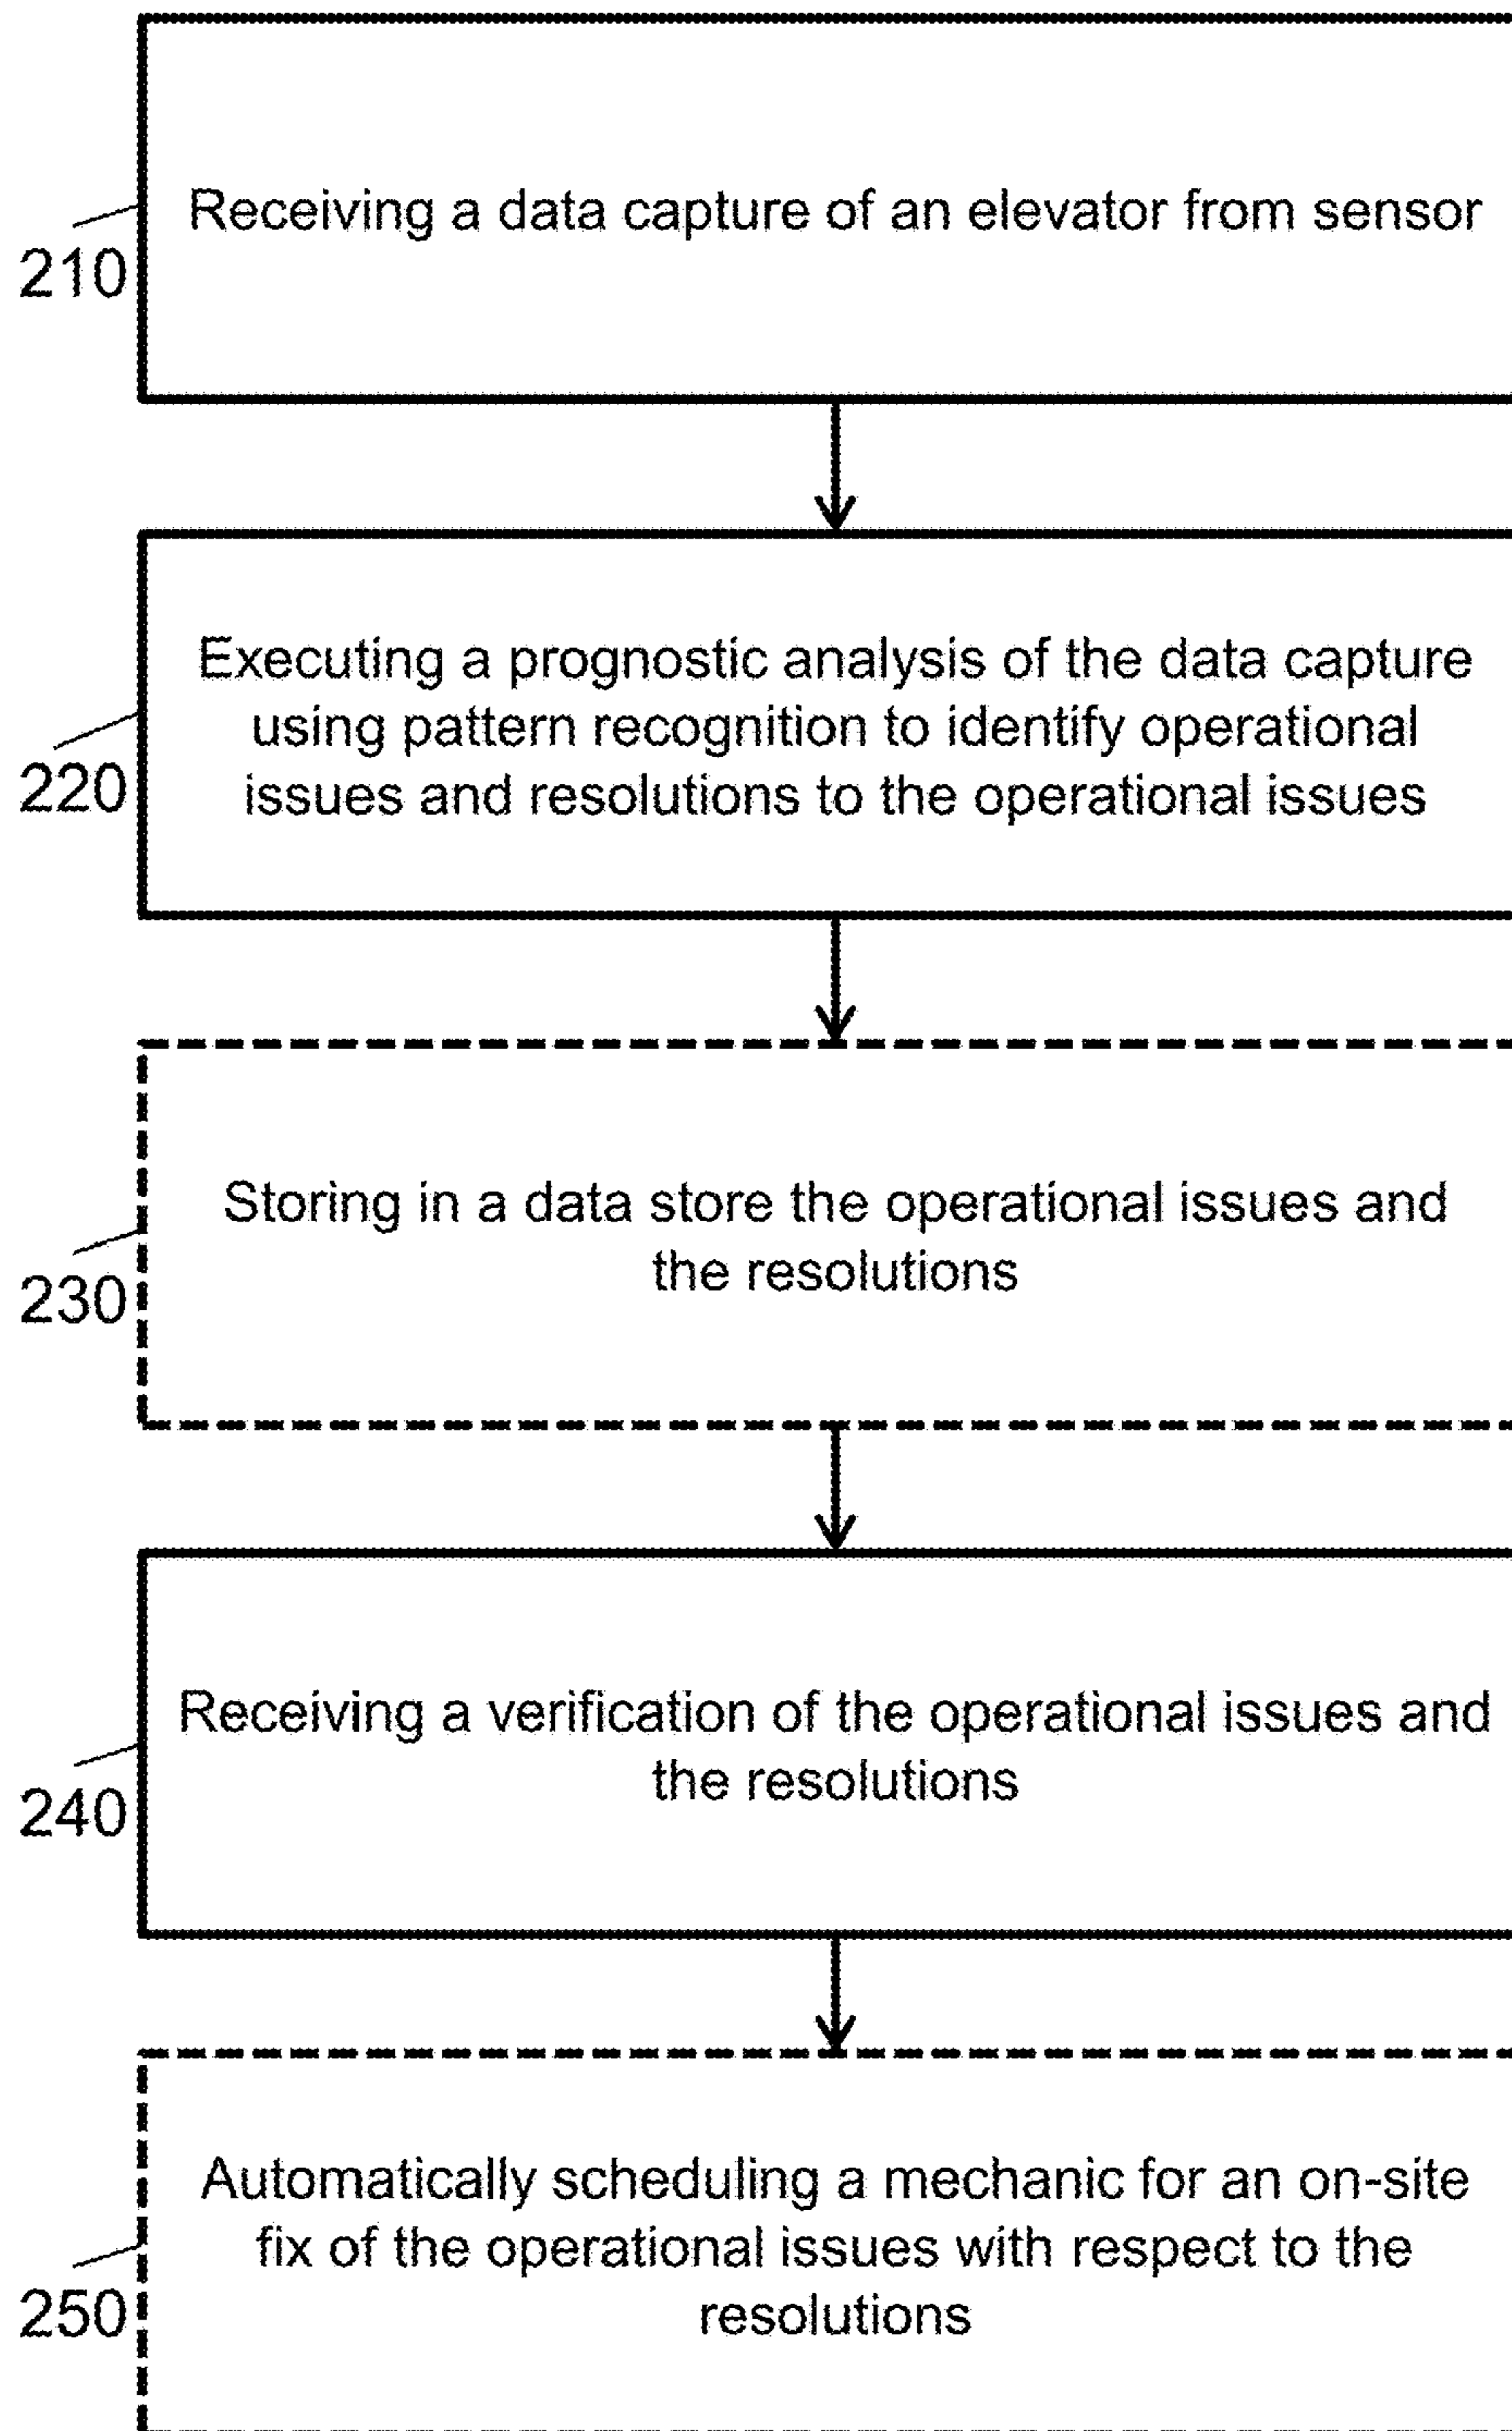 Receiving a data capture of an elevator from sensor
210
Executing a prognostic analysis of the data capture
using pattern recognition to identify operational
issues and resolutions to the operational issues
220
Storing in a data store the operational issues and
the resolutions
230
Receiving a verification of the operational issues and
the resolutions
240
Automatically scheduling a mechanic for an on-site
fix of the operational issues with respect to the
resolutions
250